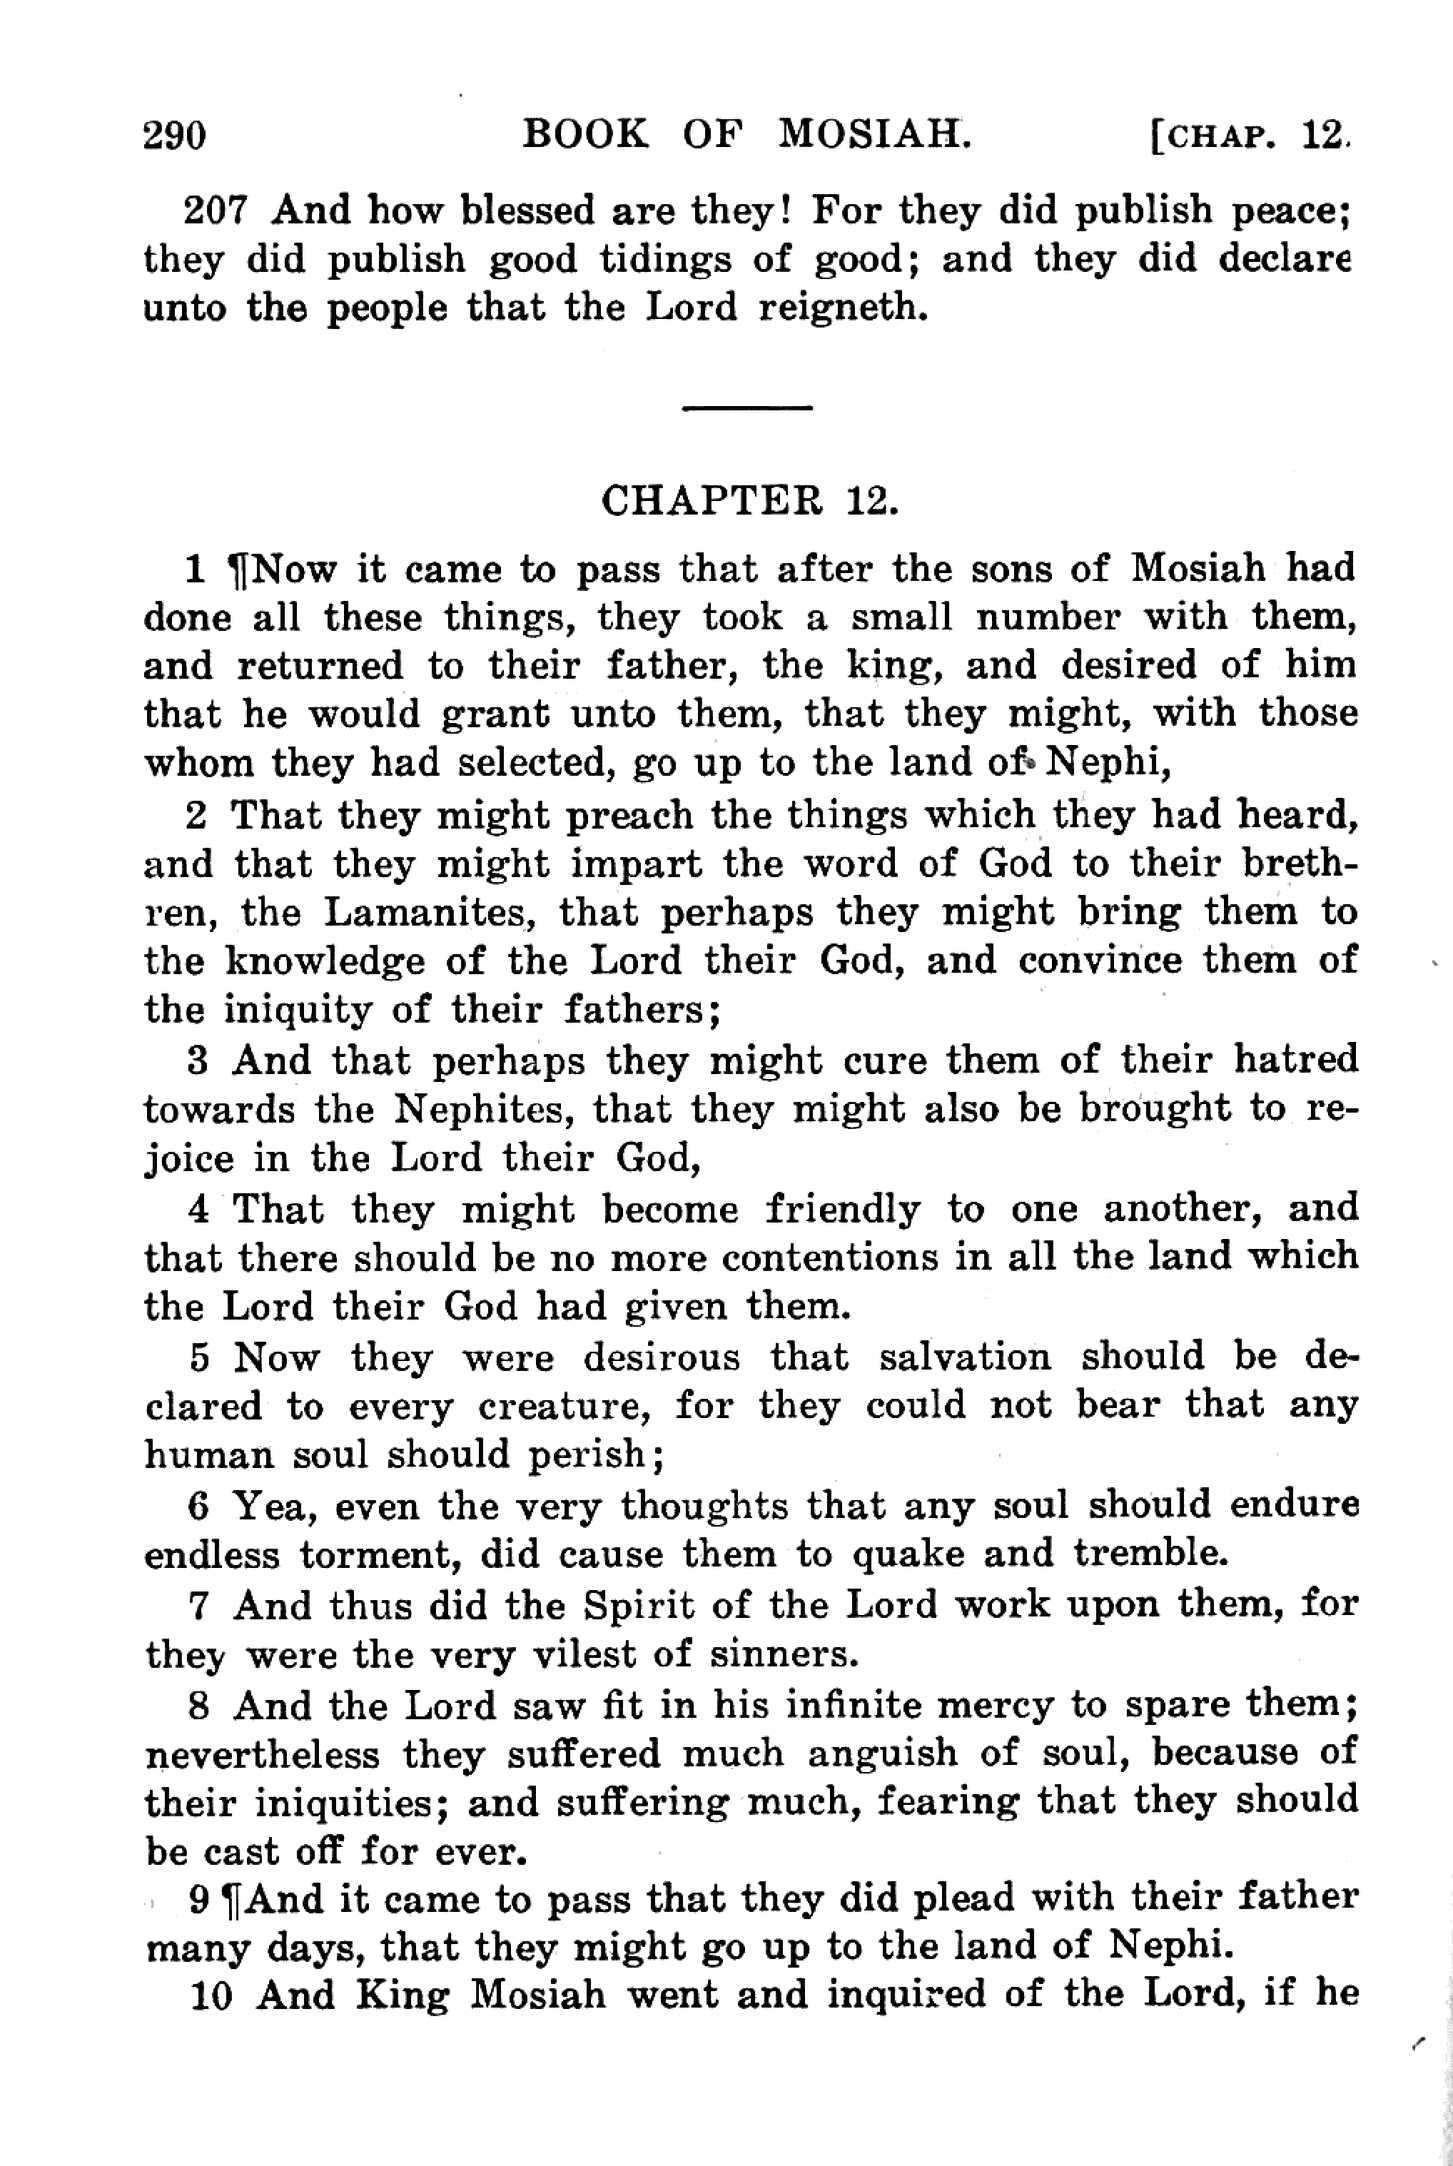 290 BOOK OF MOSIAH. [CHAP. 12.
207 And how blessed are they! For they did publish peace;
they did publish good tidings of good; and they did declare
unto the people that the Lord reigneth.
CHAPTER 12.
1 ¶Now it came to pass that after the sons of Mosiah had
done all these things, they took a small number with them,
and returned to their father, the king, and desired of him
that he would grant unto them, that they might, with those
whom they had selected, go up to the land of Nephi,
2 That they might preach the things which they had heard,
and that they might impart the word of God to their breth-
ren, the Lamanites, that perhaps they might bring them to
the knowledge of the Lord their God, and convince them of
the iniquity of their fathers;
3 And that perhaps they might cure them of their hatred
towards the Nephites, that they might also be brought to re-
joice in the Lord their God,
4 That they might become friendly to one another, and
that there should be no more contentions in all the land which
the Lord their God had given them.
5 Now they were desirous that salvation should be de-
clared to every creature, for they could not bear that any
human soul should perish;
6 Yea, even the very thoughts that any soul should endure
endless torment, did cause them to quake and tremble.
7 And thus did the Spirit of the Lord work upon them, for
they were the very vilest of sinners.
8 And the Lord saw fit in his infinite mercy to spare them;
nevertheless they suffered much anguish of soul, because of
their iniquities; and suffering much, fearing that they should
be cast off for ever.
9 ¶And it came to pass that they did plead with their father
many days, that they might go up to the land of Nephi.
10 And King Mosiah went and inquired of the Lord, if he